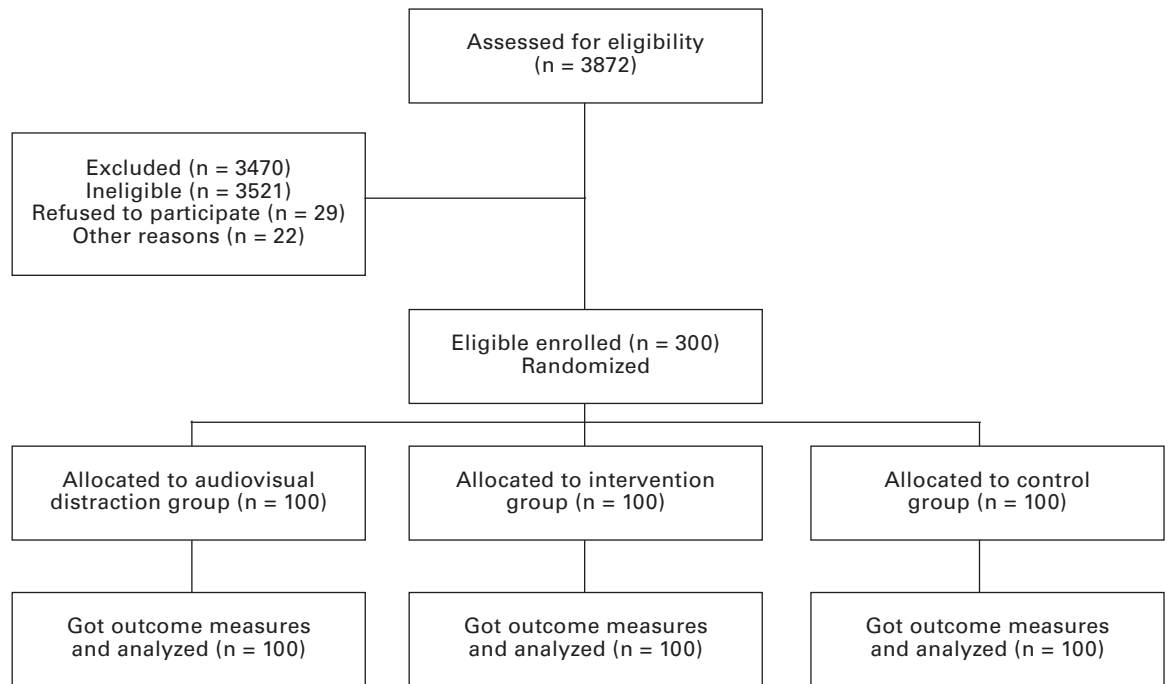 Assessed for eligibility
(n = 3872)
Excluded (n = 3470)
Ineligible (n = 3521)
Refused to participate (n = 29)
Other reasons (n = 22)
Eligible enrolled (n = 300)
Randomized
Allocated to audiovisual
distraction group (n = 100)
Allocated to intervention
group (n = 100)
Allocated to control
group (n = 100)
Got outcome measures
and analyzed (n = 100)
Got outcome measures
and analyzed (n = 100)
Got outcome measures
and analyzed (n = 100)